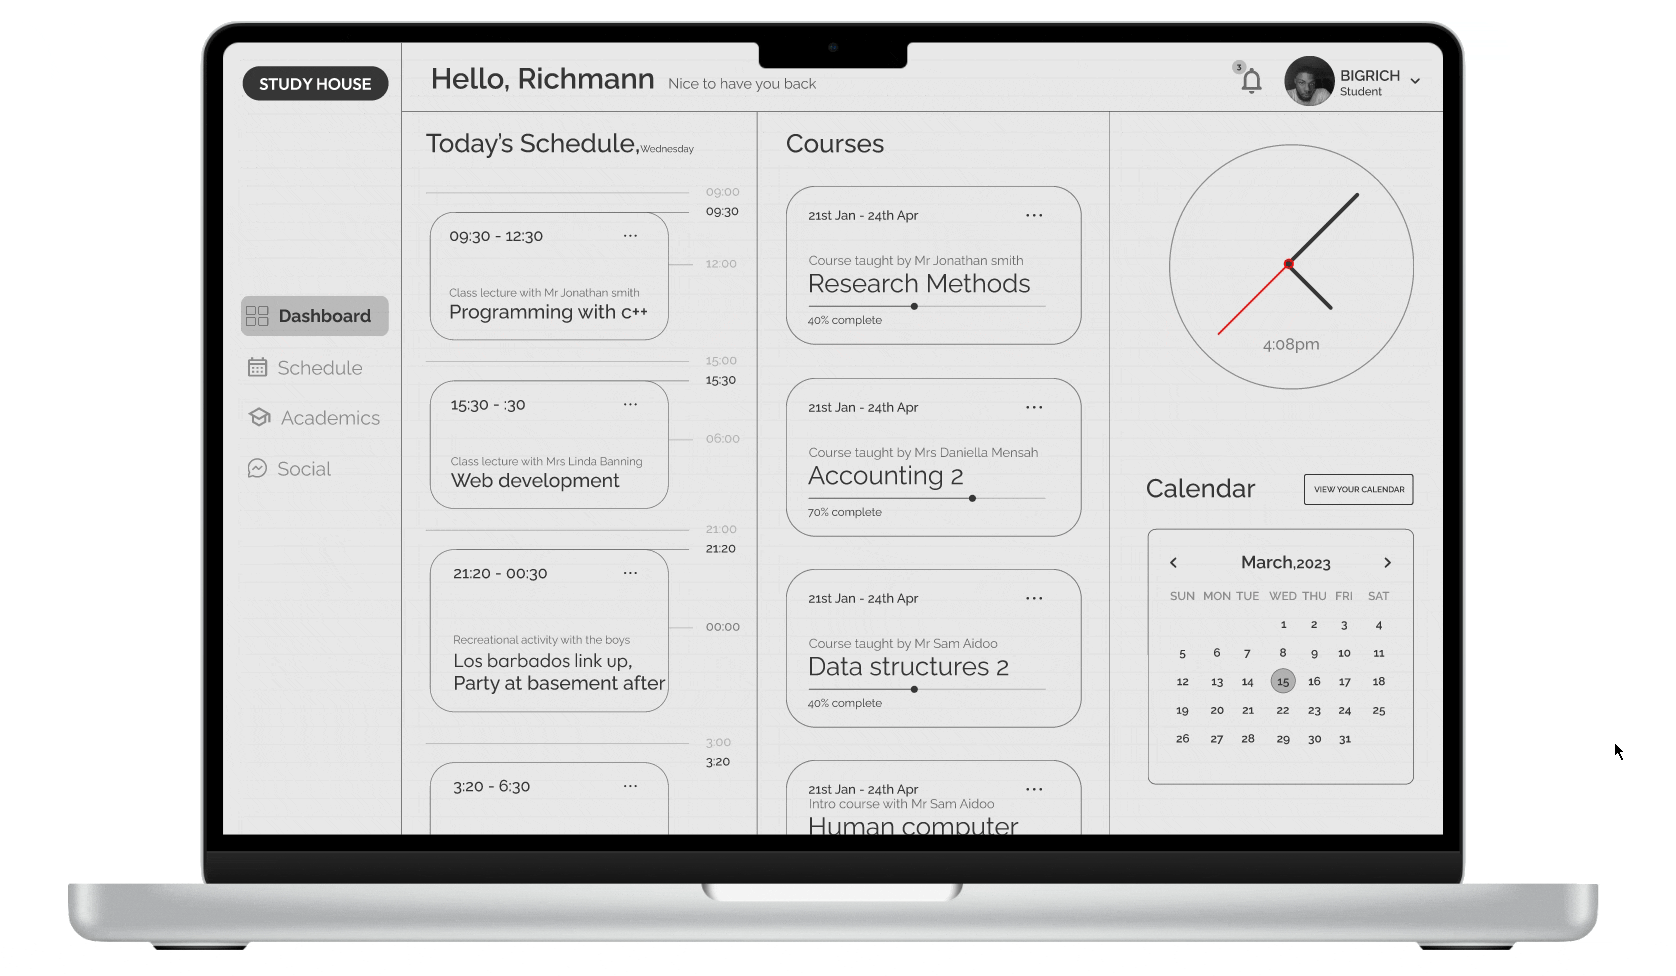 STUDY HOUSE
Hello, Richmann Nice to have you back
3
BIGRICH
Student
Dashboard
Schedule
Academics
Social
Today's Schedule,Wednesday
09:00
09:30
09:30 - 12:30 ...
12:00
Class lecture with Mr Jonathan smith
Programming with c++
15:00
15:30
15:30 - :30 ...
06:00
Class lecture with Mrs Linda Banning
Web development
21:00
21:20
21:20 - 00:30 ...
00:00
Recreational activity with the boys
Los barbados link up,
Party at basement after
3:00
3:20
3:20 - 6:30 ...
Courses
21st Jan - 24th Apr ...
Course taught by Mr Jonathan smith
Research Methods
40% complete
21st Jan - 24th Apr ...
Course taught by Mrs Daniella Mensah
Accounting 2
70% complete
21st Jan - 24th Apr ...
Course taught by Mr Sam Aidoo
Data structures 2
40% complete
21st Jan - 24th Apr ...
Intro course with Mr Sam Aidoo
Human computer
4:08pm
Calendar
VIEW YOUR CALENDAR
< March,2023 >
SUN MON TUE WED THU FRI SAT
1 2 3 4
5 6 7 8 9 10 11
12 13 14 15 16 17 18
19 20 21 22 23 24 25
26 27 28 29 30 31